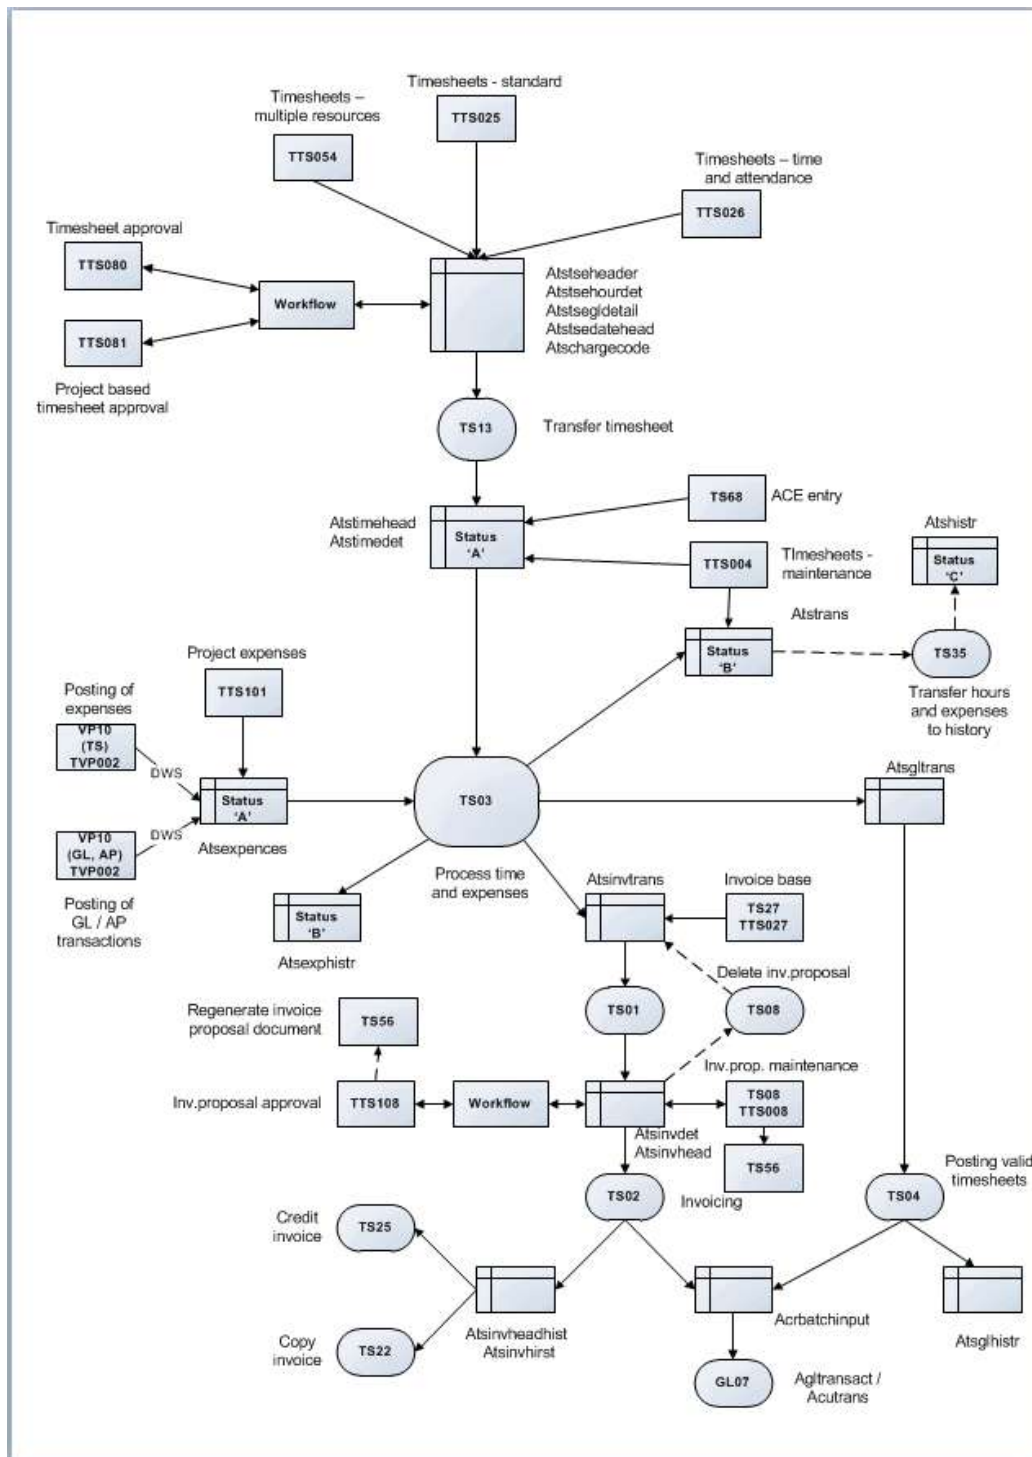 Timesheets - standard
TTS025
Timesheets –
multiple resources
TTS054
Timesheets – time
and attendance
TTS026
Timesheet approval
TTS080
Workflow
TTS081
Project based
timesheet approval
Atstseheader
Atstsehourdet
Atstsegldetail
Atstsedatehead
Atschargecode
TS13
Transfer timesheet
Atstimehead
Atstimedet
Status
‘A’
TS68
ACE entry
TTS004
TImesheets -
maintenance
Atshistr
Status
‘C’
Atstrans
Status
‘B’
TS35
Transfer hours
and expenses
to history
Project expenses
TTS101
Posting of
expenses
VP10
(TS)
TVP002
DWS
Status
‘A’
Atsexpences
DWS
VP10
(GL, AP)
TVP002
Posting of
GL / AP
transactions
TS03
Process time
and expenses
Atsgltrans
Status
‘B’
Atsexphistr
Atsinvtrans
Invoice base
TS27
TTS027
Delete inv.proposal
TS01
TS08
Regenerate invoice
proposal document
TS56
Inv.proposal approval
TTS108
Workflow
Inv.prop. maintenance
TS08
TTS008
Atsinvdet
Atsinvhead
TS56
TS02
Invoicing
TS04
Posting valid
timesheets
Credit
invoice
TS25
Copy
invoice
TS22
Atsinvheadhist
Atsinvhirst
Acrbatchinput
Atsglhistr
GL07
Agltransact /
Acutrans